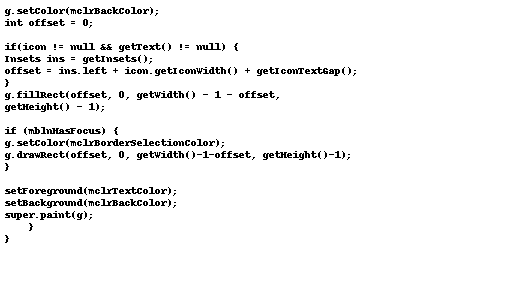 g.setColor(mclrBackColor);
int offset = 0;
if(icon != null && getText() != null) {
Insets ins = getInsets();
offset = ins.left + icon.getIconWidth() + getIconTextGap();
}
g.fillRect(offset, 0, getWidth() - 1 - offset,
getHeight() - 1);
if (mblnHasFocus) {
g.setColor(mclrBorderSelectionColor);
g.drawRect(offset, 0, getWidth()-1-offset, getHeight()-1);
}
setForeground(mclrTextColor);
setBackground(mclrBackColor);
super.paint(g);
}
}